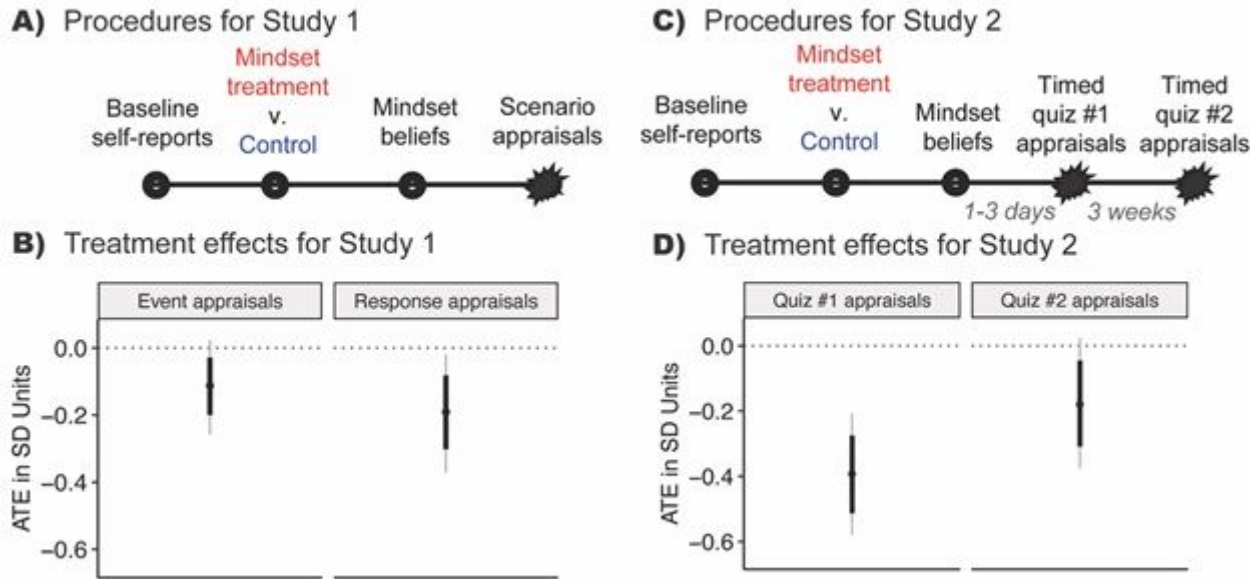 A) Procedures for Study 1
Baseline
self-reports
Mindset
treatment
v.
Control
Mindset
beliefs
Scenario
appraisals
B) Treatment effects for Study 1
Event appraisals
Response appraisals
ATE in SD Units
0.0
−0.2
−0.4
−0.6
C) Procedures for Study 2
Baseline
self-reports
Mindset
treatment
v.
Control
Mindset
beliefs
Timed
quiz #1
appraisals
Timed
quiz #2
appraisals
1-3 days
3 weeks
D) Treatment effects for Study 2
Quiz #1 appraisals
Quiz #2 appraisals
ATE in SD Units
0.0
−0.2
−0.4
−0.6